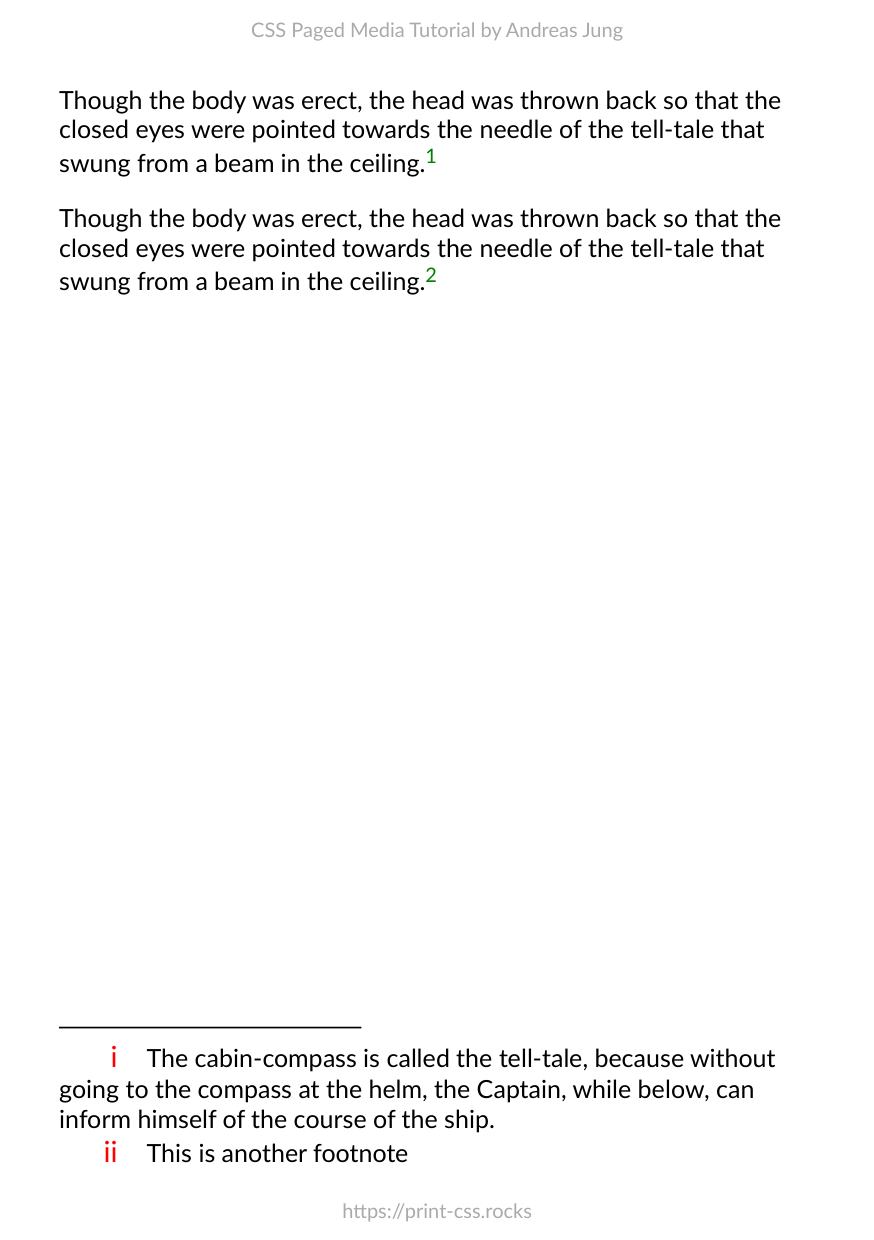 CSS Paged Media Tutorial by Andreas Jung
Though the body was erect, the head was thrown back so that the
closed eyes were pointed towards the needle of the tell-tale that
swung from a beam in the ceiling.1
Though the body was erect, the head was thrown back so that the
closed eyes were pointed towards the needle of the tell-tale that
swung from a beam in the ceiling.2
i The cabin-compass is called the tell-tale, because without
going to the compass at the helm, the Captain, while below, can
inform himself of the course of the ship.
ii This is another footnote
https://print-css.rocks